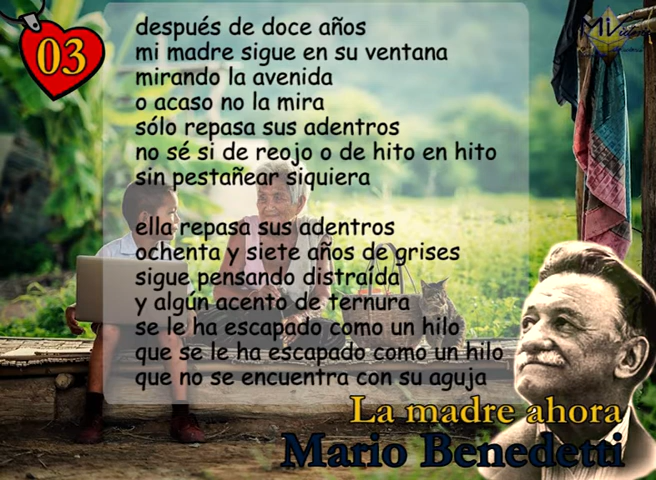 03
Mi Video
después de doce años
mi madre sigue en su ventana
mirando la avenida
o acaso no la mira
sólo repasa sus adentros
no sé si de reojo o de hito en hito
sin pestañear siquiera
ella repasa sus adentros
ochenta y siete años de grises
sigue pensando distraída
y algún acento de ternura
se le ha escapado como un hilo
que se le ha escapado como un hilo
que no se encuentra con su aguja
La madre ahora
Mario Benedetti